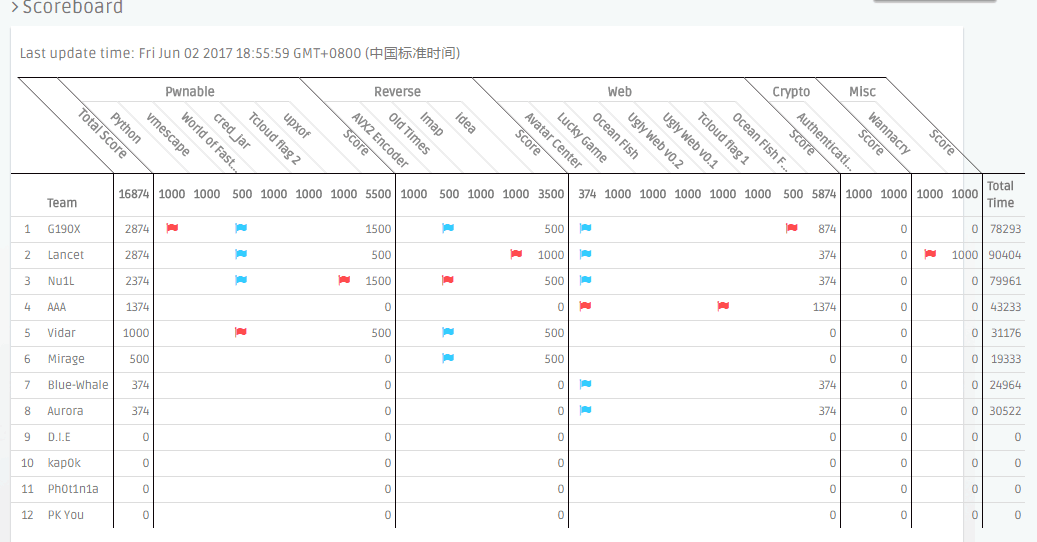 Scoreboard
Last update time: Fri Jun 02 2017 18:55:59 GMT+0800 (中国标准时间)
Pwnable Reverse Web Crypto Misc
Total Score Python vmescape World of Fast... cred_jar Tcloud flag 2 upxof Score AVX2 Encoder Old Times Imap Idea Score Avatar Center Lucky Game Ocean Fish Ugly Web v0.2 Ugly Web v0.1 Tcloud flag 1 Ocean Fish F... Score Authenticati... Score Wannacry Score
Team 16874 1000 1000 500 1000 1000 1000 5500 1000 500 1000 1000 3500 374 1000 1000 1000 1000 1000 500 5874 1000 1000 1000 1000 Total Time
1 G190X 2874 1500 500 874 0 0 78293
2 Lancet 2874 500 1000 374 0 1000 90404
3 Nu1L 2374 1500 500 374 0 0 79961
4 AAA 1374 0 0 1374 0 0 43233
5 Vidar 1000 500 500 0 0 0 31176
6 Mirage 500 0 500 0 0 0 19333
7 Blue-Whale 374 0 0 374 0 0 24964
8 Aurora 374 0 0 374 0 0 30522
9 D.I.E 0 0 0 0 0 0 0
10 kap0k 0 0 0 0 0 0 0
11 Ph0t1n1a 0 0 0 0 0 0 0
12 PK You 0 0 0 0 0 0 0